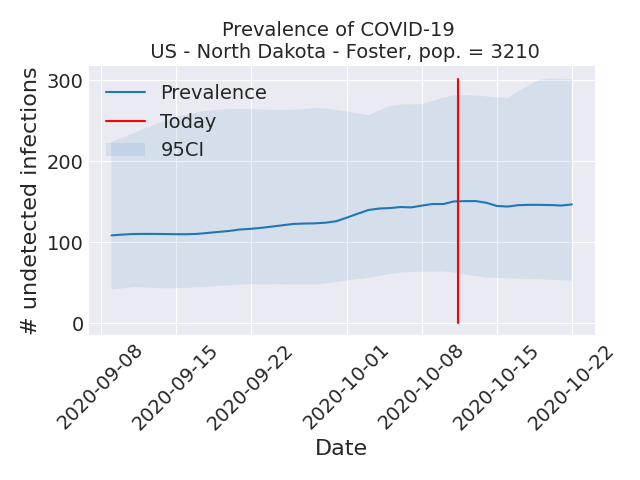 Prevalence of COVID-19
US - North Dakota - Foster, pop. = 3210
# undetected infections
300
200
100
0
Prevalence
Today
95CI
2020-09-08
2020-09-15
2020-09-22
2020-10-01
2020-10-08
2020-10-15
2020-10-22
Date